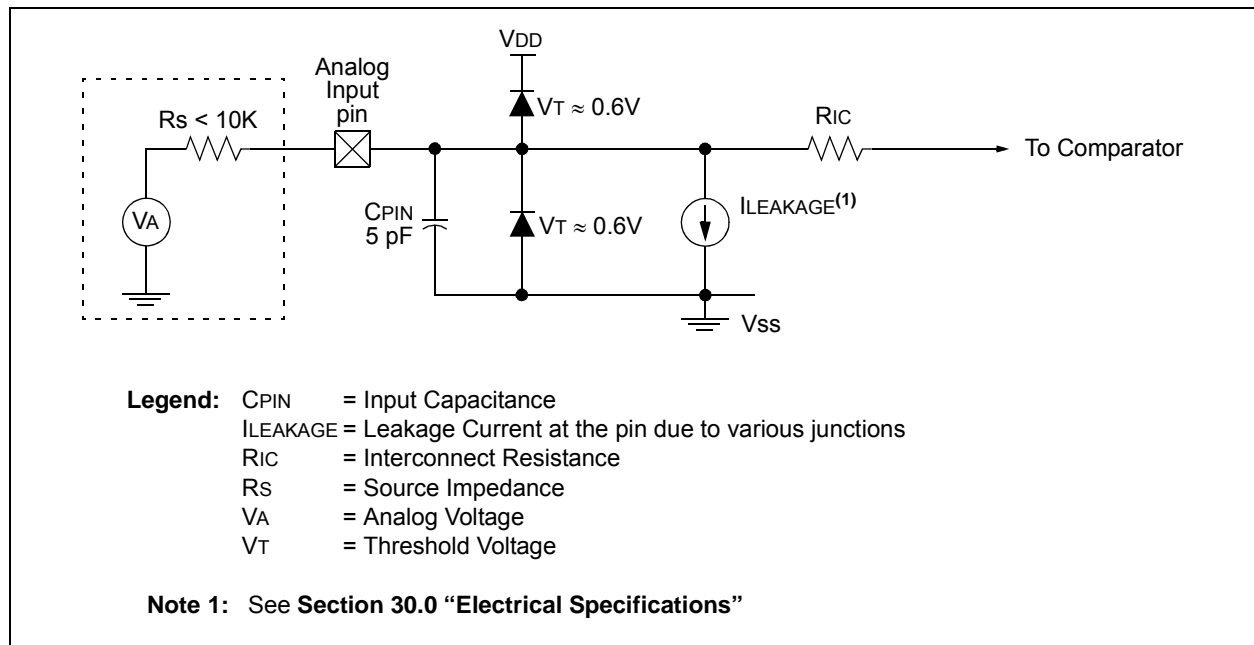 VDD
Analog
Input
pin
Rs < 10K
VT ≈ 0.6V
RIC
To Comparator
VA
CPIN
5 pF
VT ≈ 0.6V
ILEAKAGE(1)
Vss
Legend: CPIN = Input Capacitance
ILEAKAGE = Leakage Current at the pin due to various junctions
RIC = Interconnect Resistance
RS = Source Impedance
VA = Analog Voltage
VT = Threshold Voltage
Note 1: See Section 30.0 “Electrical Specifications”